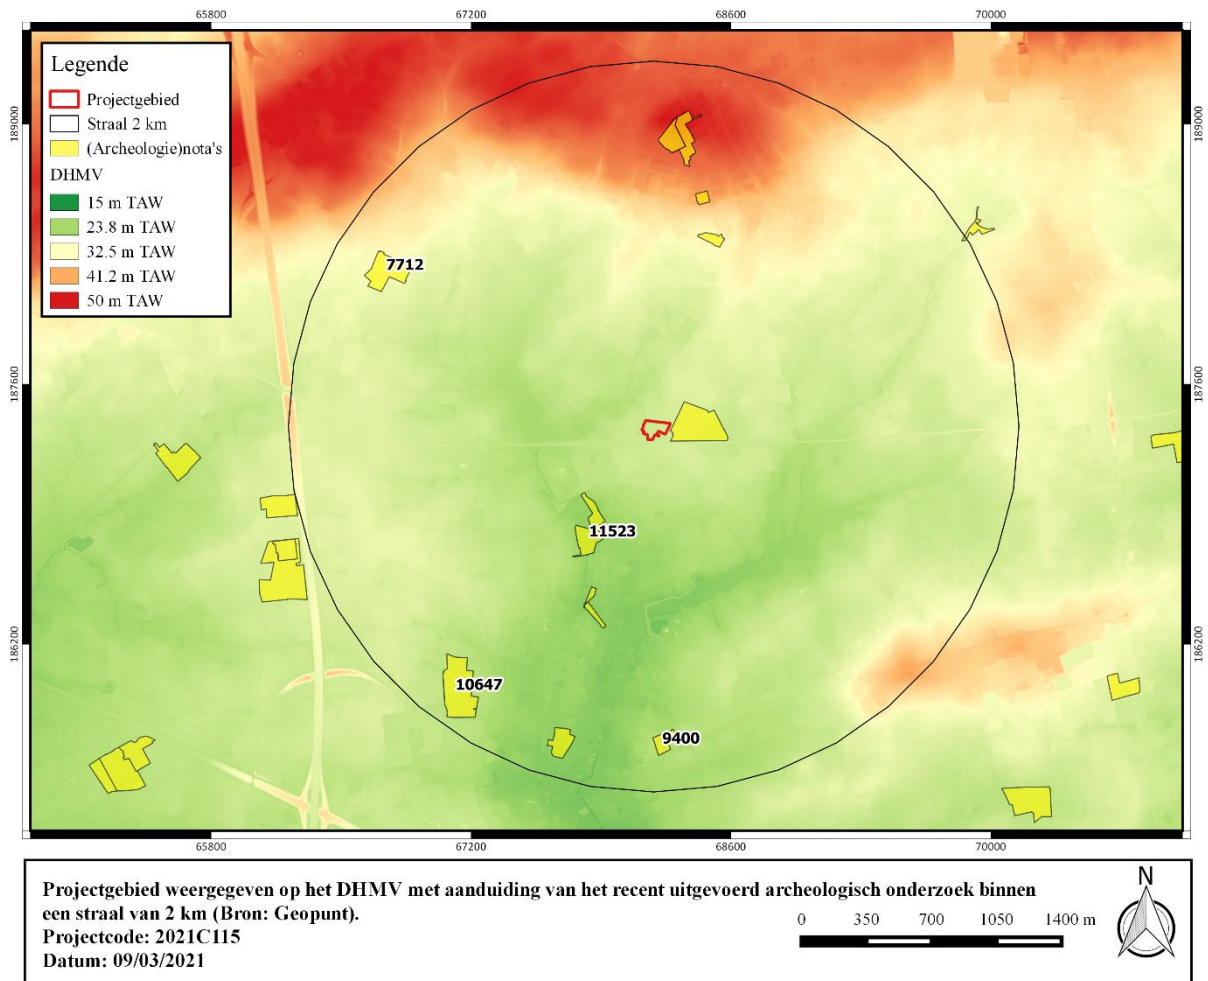 65800 67200 68600 70000
Legende
Projectgebied
Straal 2 km
(Archeologie)nota's
DHMV
15 m TAW
23.8 m TAW
32.5 m TAW
41.2 m TAW
50 m TAW
189000 189000
7712
187600 187600
11523
186200 186200
10647
9400
65800 67200 68600 70000
Projectgebied weergegeven op het DHMV met aanduiding van het recent uitgevoerd archeologisch onderzoek binnen
een straal van 2 km (Bron: Geopunt).
Projectcode: 2021C115
Datum: 09/03/2021
0 350 700 1050 1400 m
N